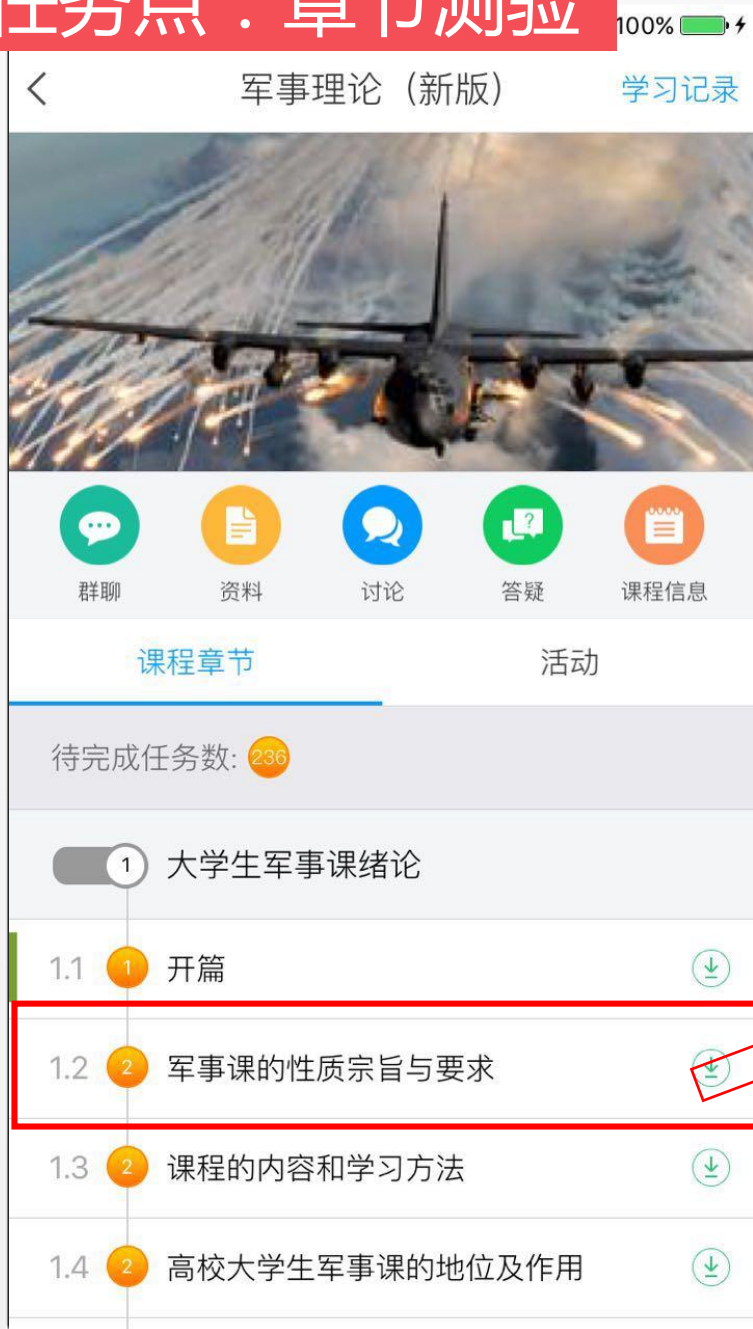 任务点：章节测验
100%
军事理论（新版） 学习记录
群聊 资料 讨论 答疑 课程信息
课程章节 活动
待完成任务数: 236
1 大学生军事课绪论
1.1 1 开篇
1.2 2 军事课的性质宗旨与要求
1.3 2 课程的内容和学习方法
1.4 2 高校大学生军事课的地位及作用